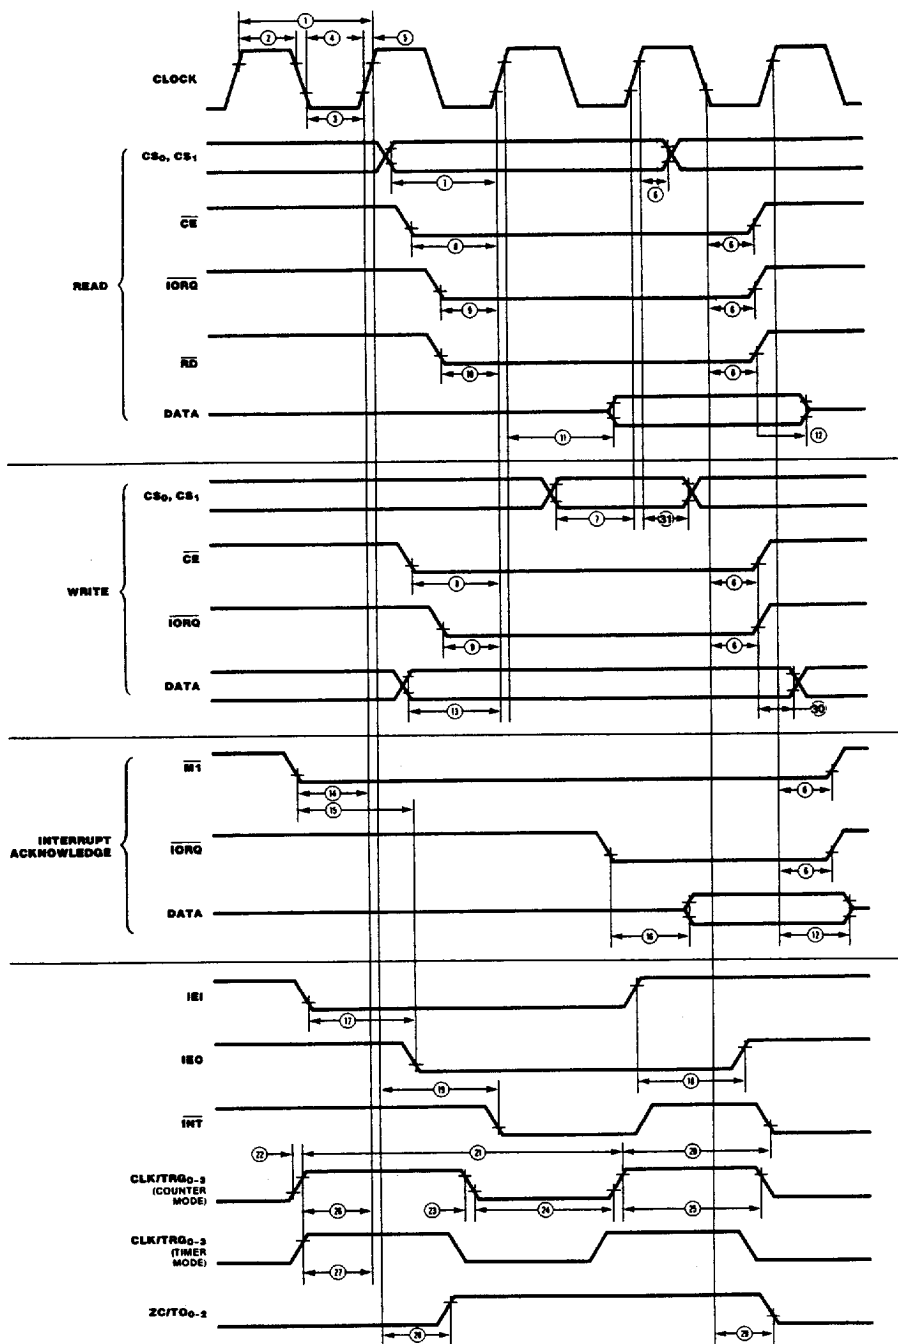 ① 
② ④ ⑤
CLOCK
③
CS₀, CS₁
① ⑥
CE
⑧ ⑥
READ
IORQ
⑨ ⑥
RD
⑩ ⑥
DATA
⑪ ⑫
CS₀, CS₁
⑦ ㉛
CE
⑧ ⑥
WRITE
IORQ
⑨ ⑥
DATA
⑬ ㉚
M1
⑭ ⑥
⑮
INTERRUPT
ACKNOWLEDGE
IORQ
⑥
DATA
⑯ ⑫
IEI
⑰
IEO
⑲ ⑱
INT
㉒ ㉑ ⑳
CLK/TRG₀₋₃
(COUNTER
MODE)
㉖ ㉓ ㉔ ㉕
CLK/TRG₀₋₃
(TIMER
MODE)
㉗
ZC/TO₀₋₂